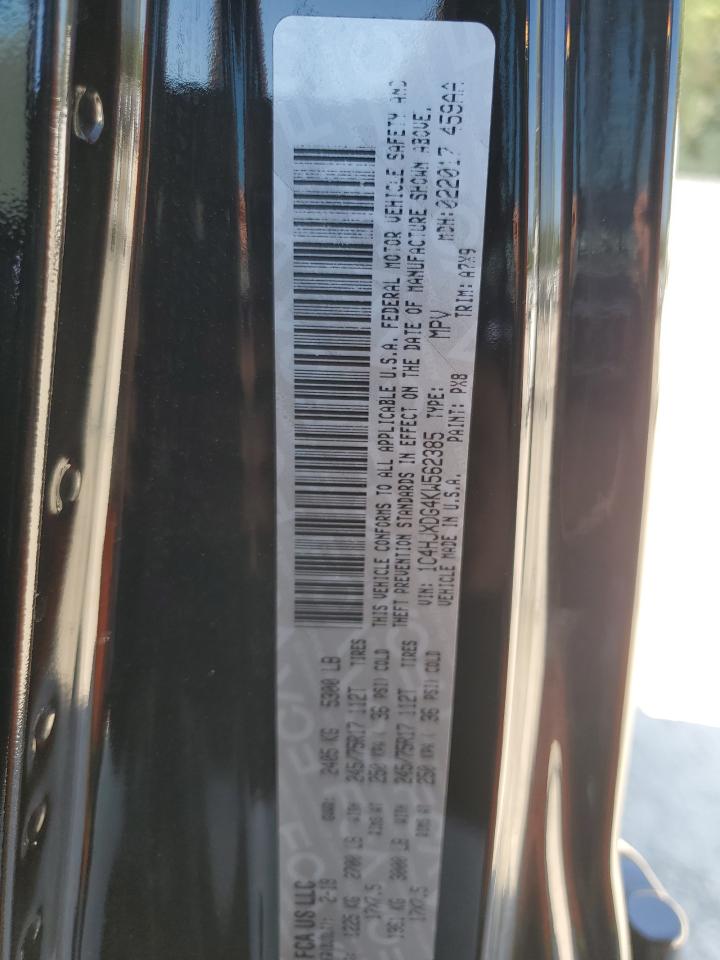 FCA US LLC
2-19 GVWR: 2405 KG 5300 LB
1225 KG 2700 LB WITH 245/75R17 112T TIRES
17X7.5 RIMS AT 250 KPA ( 36 PSI) COLD
1361 KG 3000 LB WITH 245/75R17 112T TIRES
17X7.5 RIMS AT 250 KPA ( 36 PSI) COLD
THIS VEHICLE CONFORMS TO ALL APPLICABLE U.S.A. FEDERAL MOTOR VEHICLE SAFETY AND
THEFT PREVENTION STANDARDS IN EFFECT ON THE DATE OF MANUFACTURE SHOWN ABOVE.
VIN: 1C4HJXDG4KW562385 TYPE: MPV MDH:022017 459AA
VEHICLE MADE IN U.S.A. PAINT: PX8 TRIM: A7X9